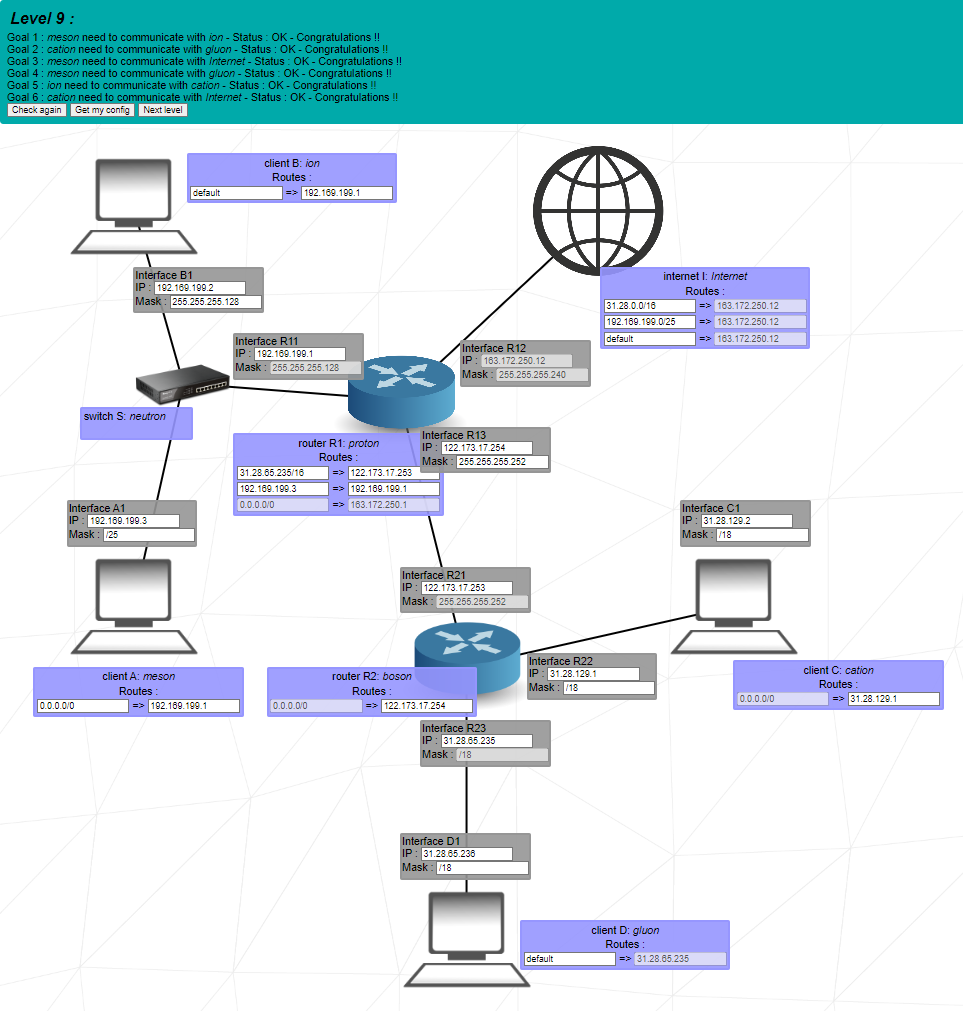 Level 9 :
Goal 1 : meson need to communicate with ion - Status : OK - Congratulations !!
Goal 2 : cation need to communicate with gluon - Status : OK - Congratulations !!
Goal 3 : meson need to communicate with Internet - Status : OK - Congratulations !!
Goal 4 : meson need to communicate with gluon - Status : OK - Congratulations !!
Goal 5 : ion need to communicate with cation - Status : OK - Congratulations !!
Goal 6 : cation need to communicate with Internet - Status : OK - Congratulations !!
Check again Get my config Next level
client B: ion
Routes :
default => 192.169.199.1
Interface B1
IP : 192.169.199.2
Mask : 255.255.255.128
internet I: Internet
Routes :
31.28.0.0/16 => 163.172.250.12
192.169.199.0/25 => 163.172.250.12
default => 163.172.250.12
Interface R11
IP : 192.169.199.1
Mask : 255.255.255.128
Interface R12
IP : 163.172.250.12
Mask : 255.255.255.240
switch S: neutron
router R1: proton
Routes :
31.28.65.235/16 => 122.173.17.253
192.169.199.3 => 192.169.199.1
0.0.0.0/0 => 163.172.250.1
Interface R13
IP : 122.173.17.254
Mask : 255.255.255.252
Interface A1
IP : 192.169.199.3
Mask : /25
Interface C1
IP : 31.28.129.2
Mask : /18
Interface R21
IP : 122.173.17.253
Mask : 255.255.255.252
Interface R22
IP : 31.28.129.1
Mask : /18
client A: meson
Routes :
0.0.0.0/0 => 192.169.199.1
router R2: boson
Routes :
0.0.0.0/0 => 122.173.17.254
client C: cation
Routes :
0.0.0.0/0 => 31.28.129.1
Interface R23
IP : 31.28.65.235
Mask : /18
Interface D1
IP : 31.28.65.236
Mask : /18
client D: gluon
Routes :
default => 31.28.65.235